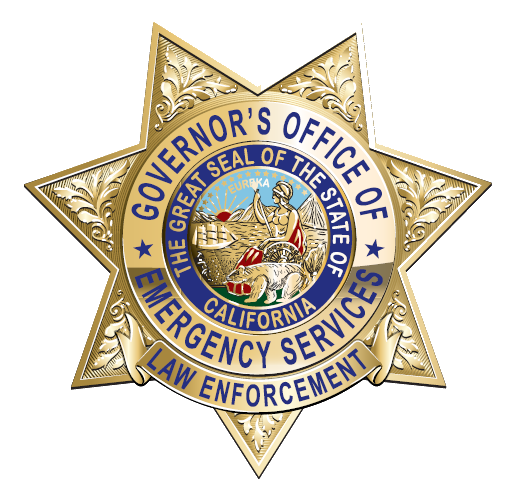 GOVERNOR'S OFFICE OF
EMERGENCY SERVICES
THE GREAT SEAL OF THE STATE OF
CALIFORNIA
EUREKA
LAW ENFORCEMENT